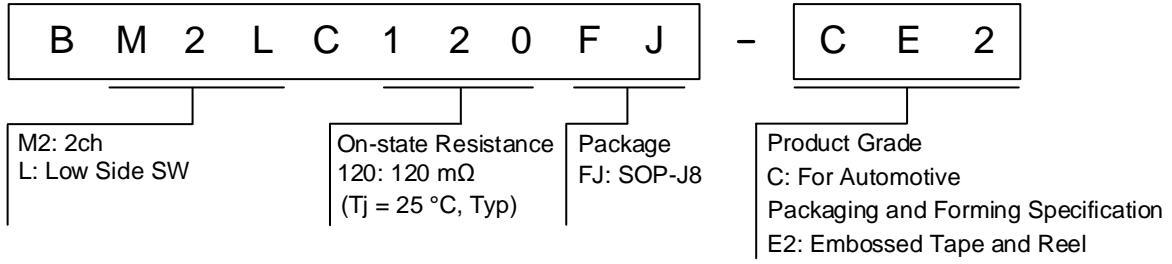 B M 2 L C 1 2 0 F J – C E 2
M2: 2ch
L: Low Side SW
On-state Resistance
120: 120 mΩ
(Tj = 25 °C, Typ)
Package
FJ: SOP-J8
Product Grade
C: For Automotive
Packaging and Forming Specification
E2: Embossed Tape and Reel